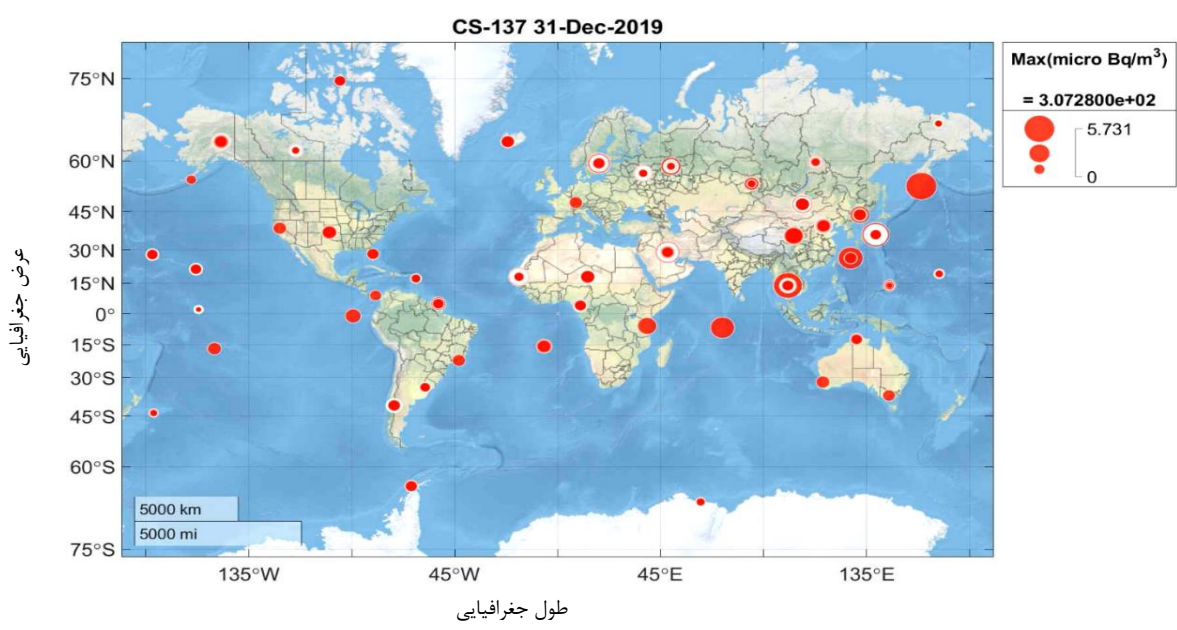 CS-137 31-Dec-2019
Max(micro Bq/m³)
= 3.072800e+02
5.731
0
75°N
60°N
45°N
30°N
15°N
0°
15°S
30°S
45°S
60°S
75°S
عرض جغرافیایی
5000 km
5000 mi
135°W 45°W 45°E 135°E
طول جغرافیایی